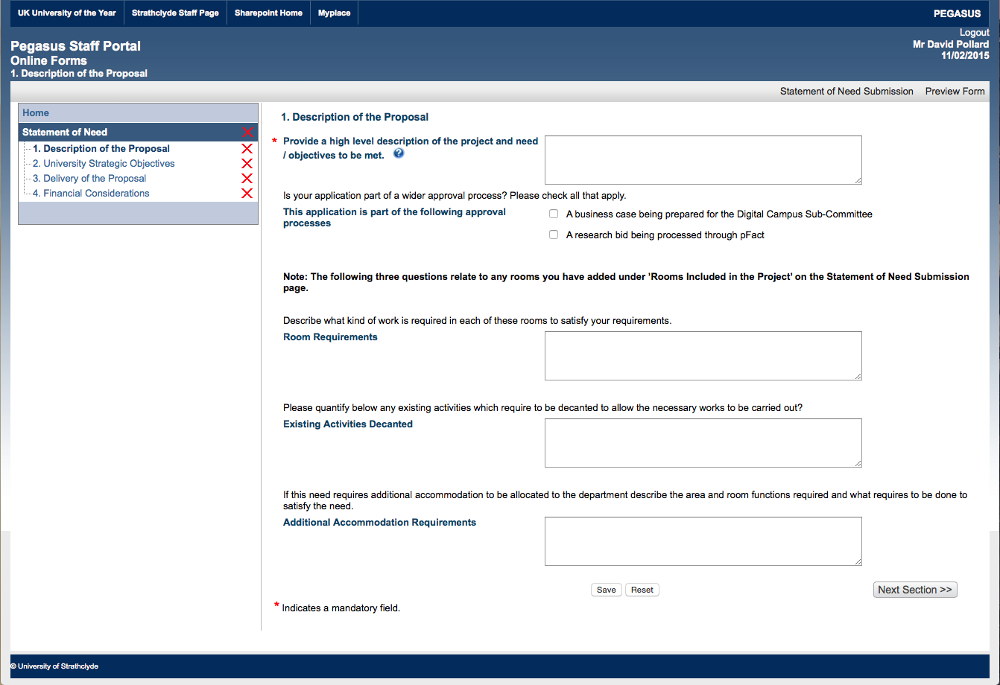 UK University of the Year Strathclyde Staff Page Sharepoint Home Myplace PEGASUS
Logout
Mr David Pollard
11/02/2015
Pegasus Staff Portal
Online Forms
1. Description of the Proposal
Statement of Need Submission Preview Form
Home
Statement of Need
1. Description of the Proposal
2. University Strategic Objectives
3. Delivery of the Proposal
4. Financial Considerations
1. Description of the Proposal
* Provide a high level description of the project and need
/ objectives to be met. ?
Is your application part of a wider approval process? Please check all that apply.
This application is part of the following approval
processes
A business case being prepared for the Digital Campus Sub-Committee
A research bid being processed through pFact
Note: The following three questions relate to any rooms you have added under 'Rooms Included in the Project' on the Statement of Need Submission
page.
Describe what kind of work is required in each of these rooms to satisfy your requirements.
Room Requirements
Please quantify below any existing activities which require to be decanted to allow the necessary works to be carried out?
Existing Activities Decanted
If this need requires additional accommodation to be allocated to the department describe the area and room functions required and what requires to be done to
satisfy the need.
Additional Accommodation Requirements
Save Reset Next Section >>
* Indicates a mandatory field.
© University of Strathclyde